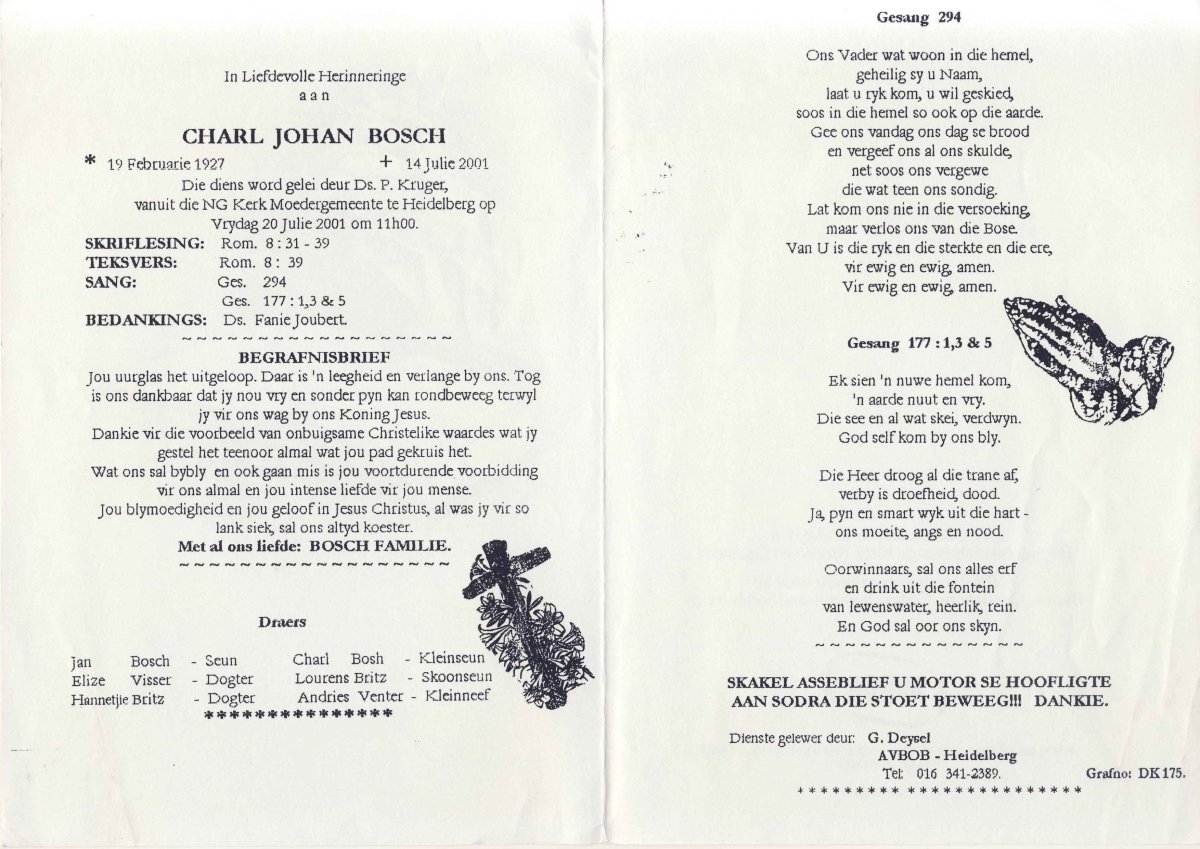 In Liefdevolle Herinneringe
a a n
CHARL JOHAN BOSCH
* 19 Februarie 1927 + 14 Julie 2001
Die diens word gelei deur Ds. P. Kruger,
vanuit die NG Kerk Moedergemeente te Heidelberg op
Vrydag 20 Julie 2001 om 11h00.
SKRIFLESING: Rom. 8 : 31 - 39
TEKSVERS: Rom. 8 : 39
SANG: Ges. 294
Ges. 177 : 1,3 & 5
BEDANKINGS: Ds. Fanie Joubert.
~ ~ ~ ~ ~ ~ ~ ~ ~ ~ ~ ~ ~ ~ ~ ~ ~ ~
BEGRAFNISBRIEF
Jou uurglas het uitgeloop. Daar is 'n leegheid en verlange by ons. Tog
is ons dankbaar dat jy nou vry en sonder pyn kan rondbeweeg terwyl
jy vir ons wag by ons Koning Jesus.
Dankie vir die voorbeeld van onbuigsame Christelike waardes wat jy
gestel het teenoor almal wat jou pad gekruis het.
Wat ons sal bybly en ook gaan mis is jou voortdurende voorbidding
vir ons almal en jou intense liefde vir jou mense.
Jou blymoedigheid en jou geloof in Jesus Christus, al was jy vir so
lank siek, sal ons altyd koester.
Met al ons liefde: BOSCH FAMILIE.
~ ~ ~ ~ ~ ~ ~ ~ ~ ~ ~ ~ ~ ~ ~ ~ ~ ~
Draers
Jan Bosch - Seun Charl Bosh - Kleinseun
Elize Visser - Dogter Lourens Britz - Skoonseun
Hannetjie Britz - Dogter Andries Venter - Kleinneef
* * * * * * * * * * * * * * *
Gesang 294
Ons Vader wat woon in die hemel,
geheilig sy u Naam,
laat u ryk kom, u wil geskied,
soos in die hemel so ook op die aarde.
Gee ons vandag ons dag se brood
en vergeef ons al ons skulde,
net soos ons vergewe
die wat teen ons sondig.
Lat kom ons nie in die versoeking,
maar verlos ons van die Bose.
Van U is die ryk en die sterkte en die ere,
vir ewig en ewig, amen.
Vir ewig en ewig, amen.
Gesang 177 : 1,3 & 5
Ek sien 'n nuwe hemel kom,
'n aarde nuut en vry.
Die see en al wat skei, verdwyn.
God self kom by ons bly.
Die Heer droog al die trane af,
verby is droefheid, dood.
Ja, pyn en smart wyk uit die hart -
ons moeite, angs en nood.
Oorwinnaars, sal ons alles erf
en drink uit die fontein
van lewenswater, heerlik, rein.
En God sal oor ons skyn.
~ ~ ~ ~ ~ ~ ~ ~ ~ ~ ~ ~ ~ ~
SKAKEL ASSEBLIEF U MOTOR SE HOOFLIGTE
AAN SODRA DIE STOET BEWEEG!!! DANKIE.
Dienste gelewer deur: G. Deysel
AVBOB - Heidelberg
Tel: 016 341-2389. Grafno: DK175.
* * * * * * * * * * * * * * * * * * * * * * * *